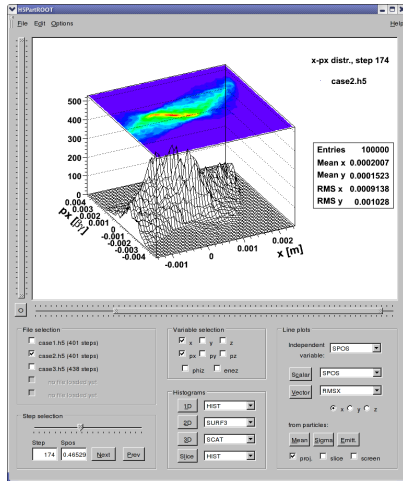 H5PartROOT
File Edit Options Help
x-px distr., step 174
case2.h5
500
400
300
200
100
0
0.004
0.003
0.002
0.001
0
-0.001
-0.002
-0.003
-0.004
px [βγ]
-0.001
0
0.001
0.002
x [m]
Entries 100000
Mean x 0.0002007
Mean y 0.0001523
RMS x 0.0009138
RMS y 0.001028
O
File selection
case1.h5 (401 steps)
case2.h5 (401 steps)
case3.h5 (438 steps)
no file loaded yet
no file loaded yet
Step selection
Step Spos
174 0.46529 Next Prev
Variable selection
x y z
px py pz
phiz enez
Histograms
1D HIST
2D SURF3
3D SCAT
Slice HIST
Line plots
Independent variable: SPOS
Scalar SPOS
Vector RMSX
x y z
from particles:
Mean Sigma Emitt.
proj. slice screen